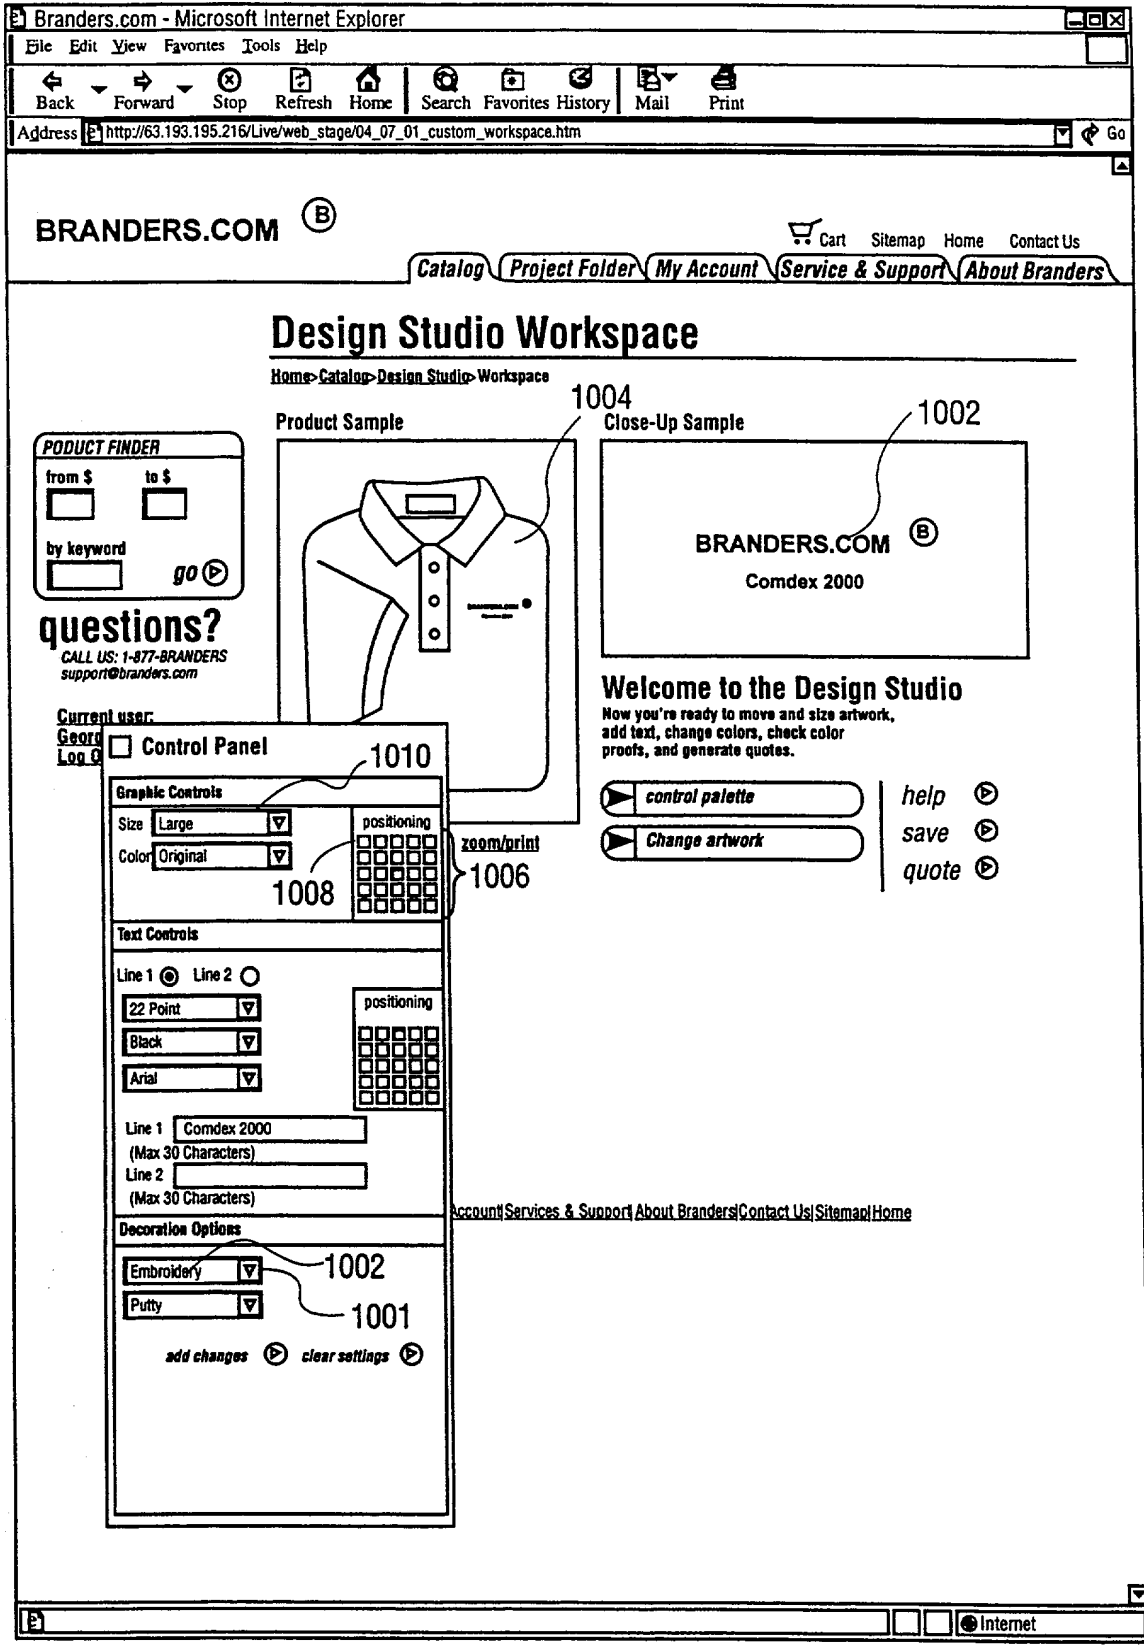 Branders.com - Microsoft Internet Explorer
File Edit View Favorites Tools Help
Back Forward Stop Refresh Home Search Favorites History Mail Print
Address http://63.193.195.216/Live/web_stage/04_07_01_custom_workspace.htm Go
BRANDERS.COM B
Cart Sitemap Home Contact Us
Catalog Project Folder My Account Service & Support About Branders
Design Studio Workspace
Home>Catalog>Design Studio>Workspace
1004
1002
Product Sample Close-Up Sample
PODUCT FINDER
from $ to $
by keyword
go
BRANDERS.COM B
Comdex 2000
BRANDERS.COM
questions?
CALL US: 1-877-BRANDERS
support@branders.com
Welcome to the Design Studio
Now you're ready to move and size artwork,
add text, change colors, check color
proofs, and generate quotes.
Current user:
Georg
Log O
Control Panel
1010
Graphic Controls
Size Large
Color Original
positioning
1008
1006
zoom/print
control palette
Change artwork
help
save
quote
Text Controls
Line 1 Line 2
22 Point
Black
Arial
positioning
Line 1 Comdex 2000
(Max 30 Characters)
Line 2
(Max 30 Characters)
Account|Services & Support|About Branders|Contact Us|Sitemap|Home
Decoration Options
Embroidery
1002
Putty
1001
add changes clear settings
Internet